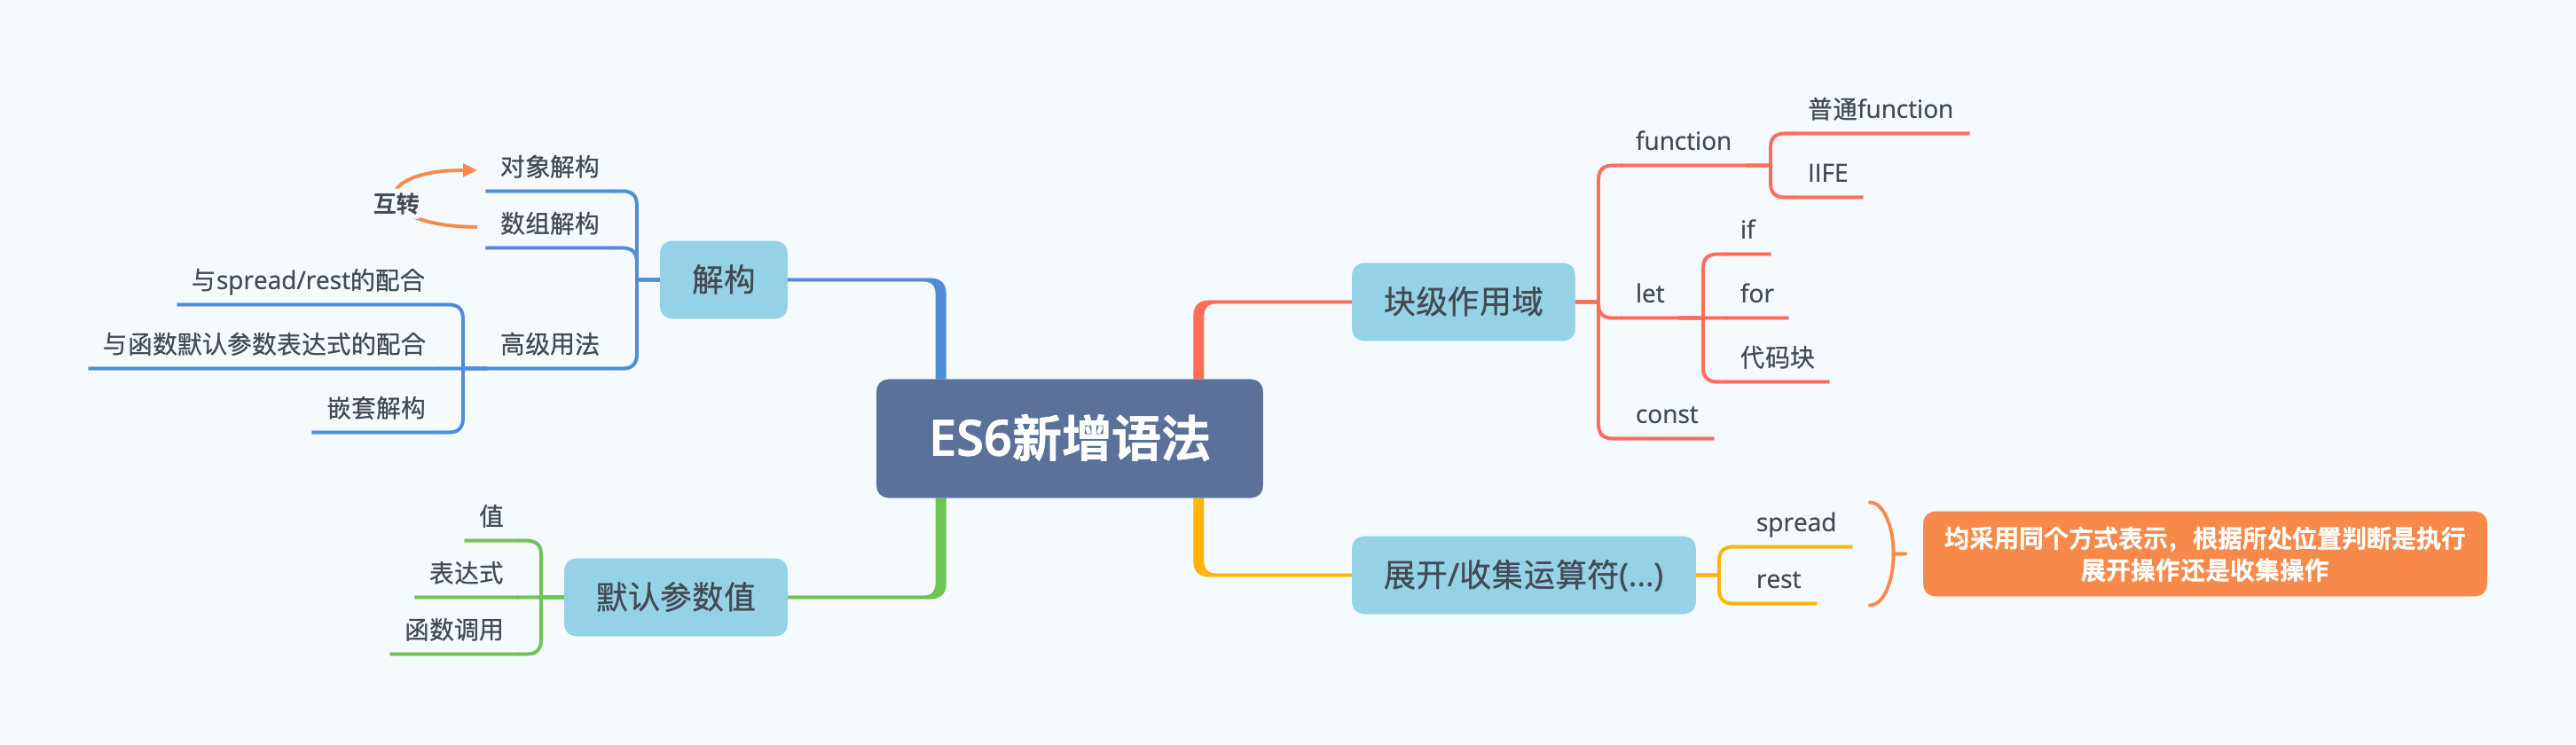 ES6新增语法
块级作用域
function
普通function
IIFE
let
if
for
代码块
const
展开/收集运算符(...)
spread
rest
均采用同个方式表示，根据所处位置判断是执行
展开操作还是收集操作
解构
对象解构
互转
数组解构
高级用法
与spread/rest的配合
与函数默认参数表达式的配合
嵌套解构
默认参数值
值
表达式
函数调用